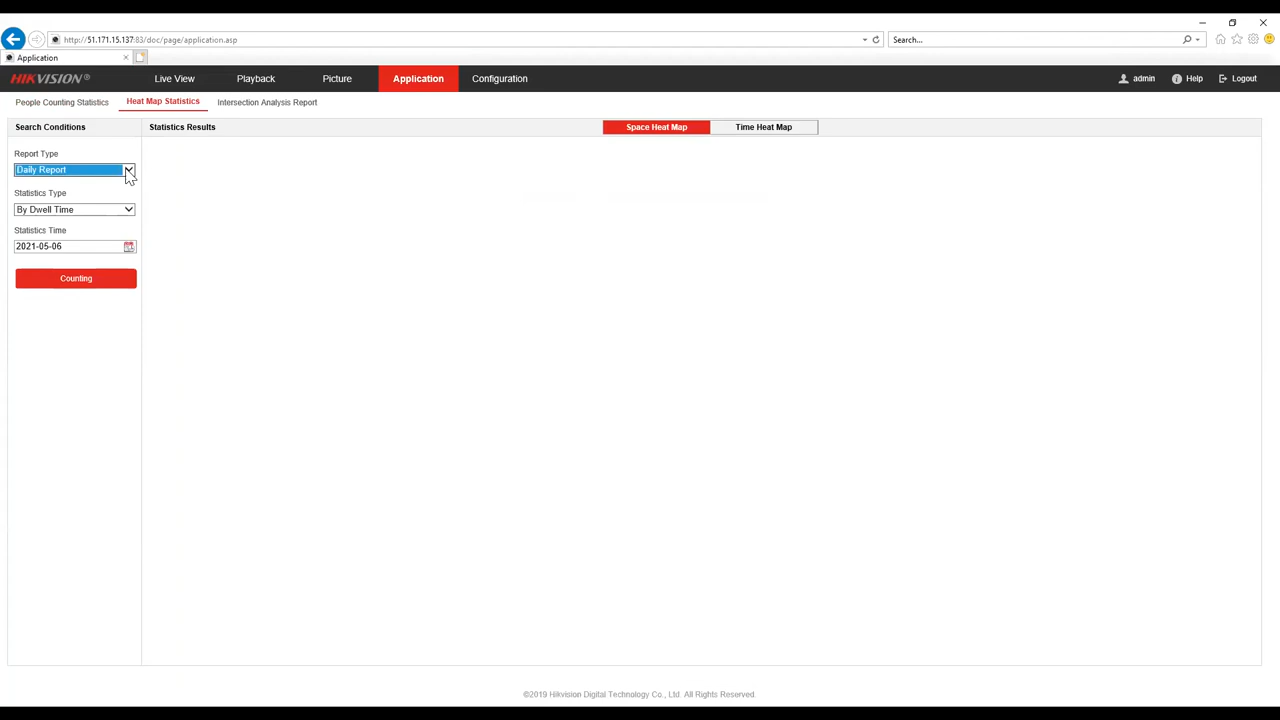 http://51.171.15.137:83/doc/page/application.asp
Search...
Application
HIKVISION®
Live View
Playback
Picture
Application
Configuration
admin
Help
Logout
People Counting Statistics
Heat Map Statistics
Intersection Analysis Report
Search Conditions
Statistics Results
Space Heat Map
Time Heat Map
Report Type
Daily Report
Statistics Type
By Dwell Time
Statistics Time
2021-05-06
Counting
©2019 Hikvision Digital Technology Co., Ltd. All Rights Reserved.